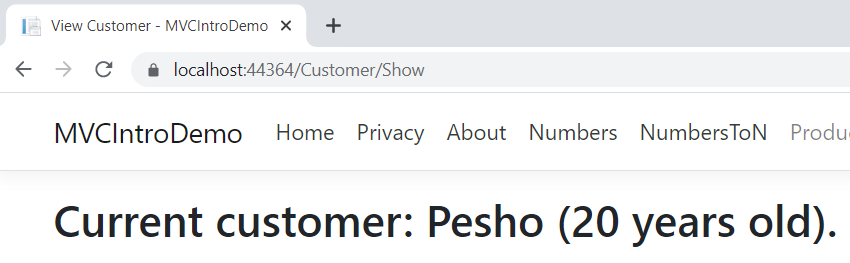 View Customer - MVCIntroDemo
localhost:44364/Customer/Show
MVCIntroDemo Home Privacy About Numbers NumbersToN
Current customer: Pesho (20 years old).